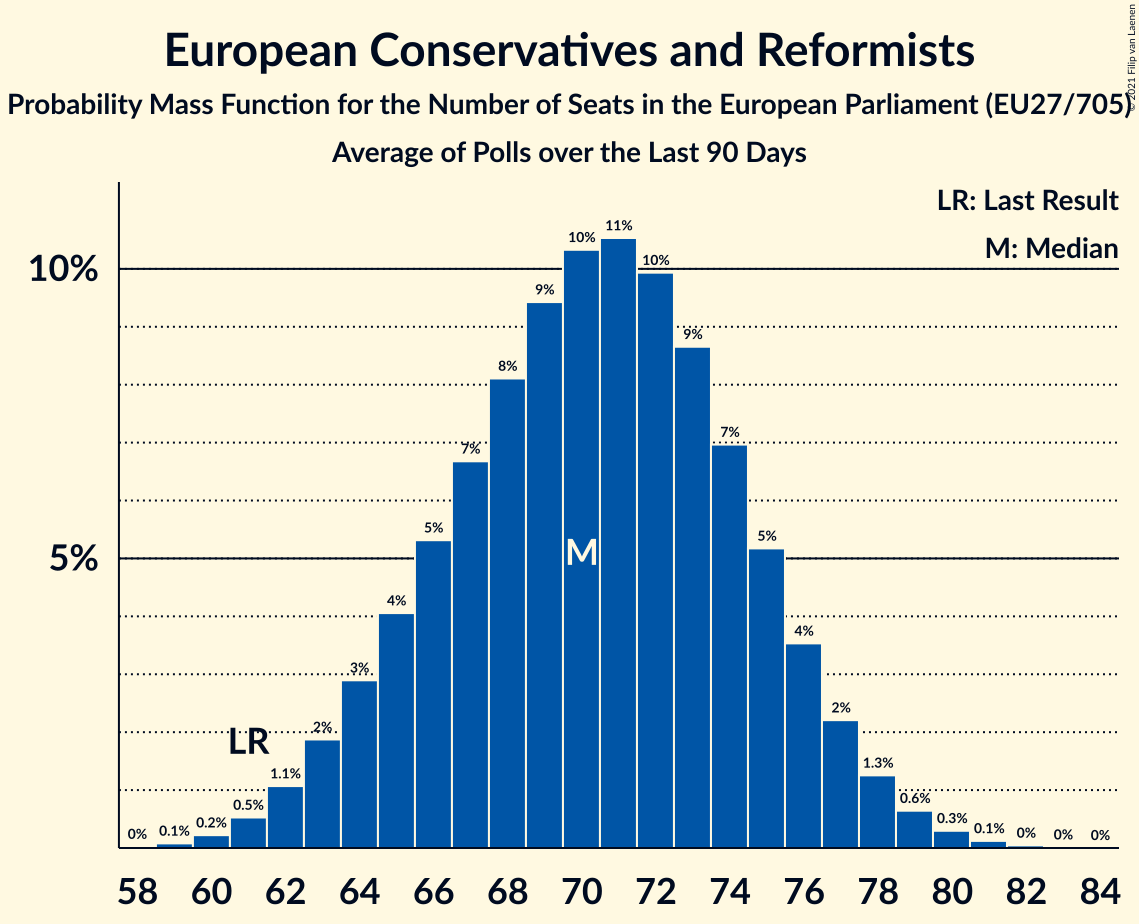 European Conservatives and Reformists
Probability Mass Function for the Number of Seats in the European Parliament (EU27/705)
Average of Polls over the Last 90 Days
© 2021 Filip van Laenen
LR: Last Result
M: Median
10%
5%
0% 0.1% 0.2% 0.5% 1.1% 2% 3% 4% 5% 7% 8% 9% 10% 11% 10% 9% 7% 5% 4% 2% 1.3% 0.6% 0.3% 0.1% 0% 0% 0%
LR
M
58 60 62 64 66 68 70 72 74 76 78 80 82 84